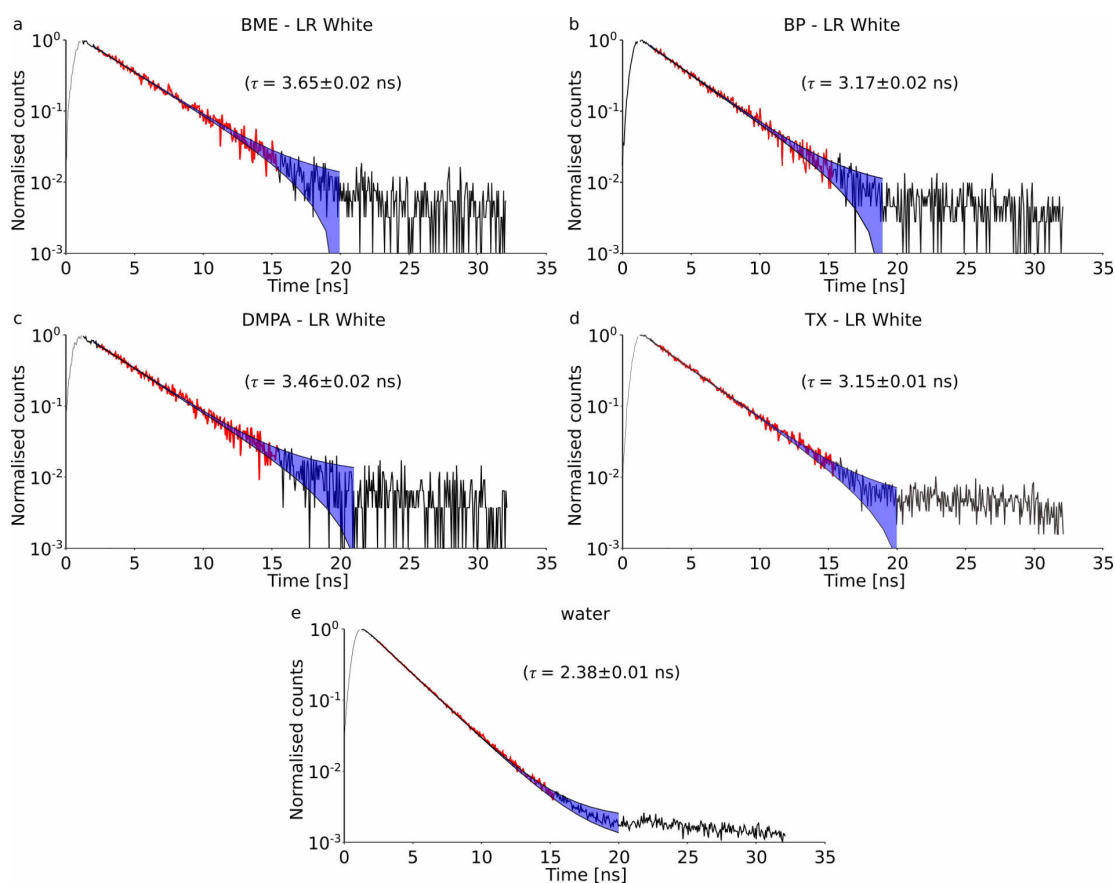 a
BME - LR White
(τ = 3.65±0.02 ns)
Normalised counts
10⁰
10⁻¹
10⁻²
10⁻³
0 5 10 15 20 25 30 35
Time [ns]
b
BP - LR White
(τ = 3.17±0.02 ns)
Normalised counts
10⁰
10⁻¹
10⁻²
10⁻³
0 5 10 15 20 25 30 35
Time [ns]
c
DMPA - LR White
(τ = 3.46±0.02 ns)
Normalised counts
10⁰
10⁻¹
10⁻²
10⁻³
0 5 10 15 20 25 30 35
Time [ns]
d
TX - LR White
(τ = 3.15±0.01 ns)
Normalised counts
10⁰
10⁻¹
10⁻²
10⁻³
0 5 10 15 20 25 30 35
Time [ns]
e
water
(τ = 2.38±0.01 ns)
Normalised counts
10⁰
10⁻¹
10⁻²
10⁻³
0 5 10 15 20 25 30 35
Time [ns]